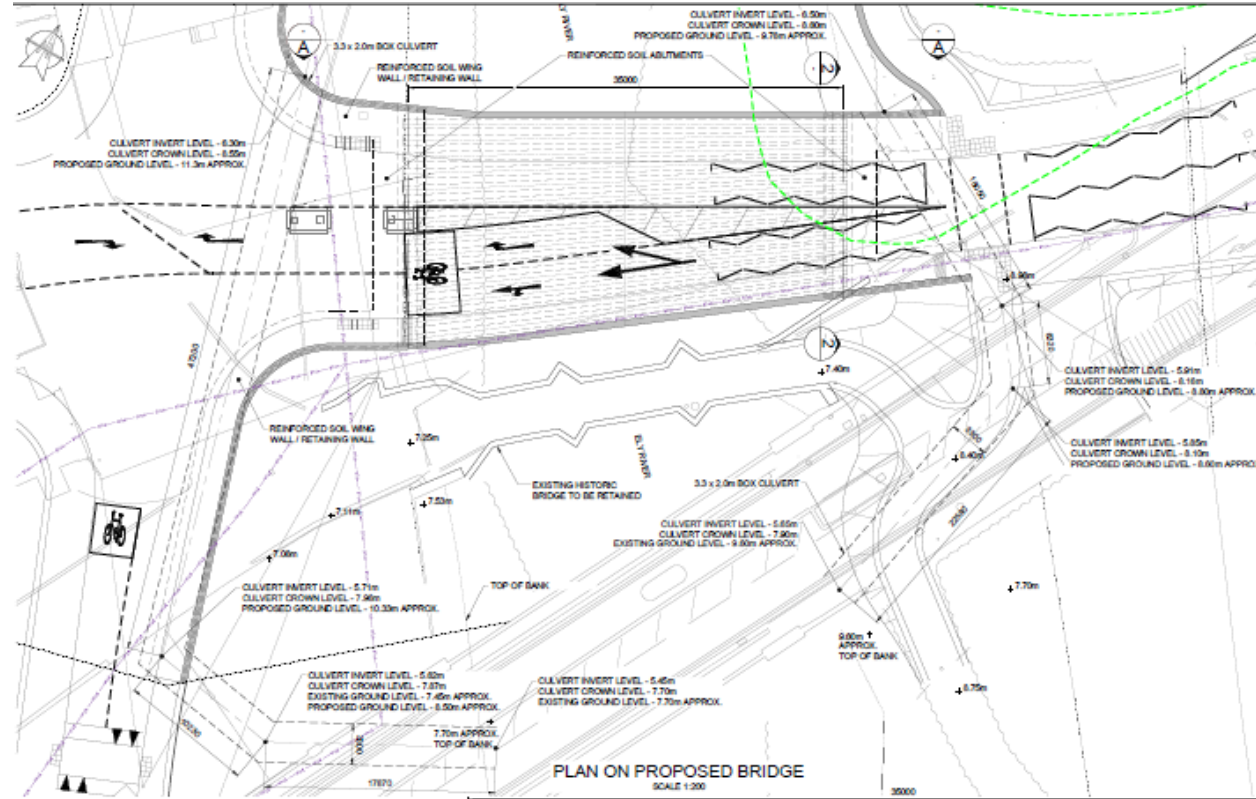 CULVERT INVERT LEVEL - 6.50m
CULVERT CROWN LEVEL - 8.80m
PROPOSED GROUND LEVEL - 9.78m APPROX.
A
3.3 x 2.0m BOX CULVERT
REINFORCED SOIL WING
WALL / RETAINING WALL
REINFORCED SOIL ABUTMENTS
35000
2
A
CULVERT INVERT LEVEL - 6.30m
CULVERT CROWN LEVEL - 8.55m
PROPOSED GROUND LEVEL - 11.3m APPROX.
8.96m
2
7.40m
CULVERT INVERT LEVEL - 5.91m
CULVERT CROWN LEVEL - 8.16m
PROPOSED GROUND LEVEL - 8.80m APPROX.
REINFORCED SOIL WING
WALL / RETAINING WALL
7.25m
ELY RIVER
CULVERT INVERT LEVEL - 5.85m
CULVERT CROWN LEVEL - 8.10m
PROPOSED GROUND LEVEL - 8.60m APPROX
8.40m
EXISTING HISTORIC
BRIDGE TO BE RETAINED
3.3 x 2.0m BOX CULVERT
7.53m
7.11m
CULVERT INVERT LEVEL - 5.65m
CULVERT CROWN LEVEL - 7.90m
EXISTING GROUND LEVEL - 9.60m APPROX.
7.06m
CULVERT INVERT LEVEL - 5.71m
CULVERT CROWN LEVEL - 7.96m
PROPOSED GROUND LEVEL - 10.33m APPROX.
TOP OF BANK
7.70m
9.60m
APPROX.
TOP OF BANK
CULVERT INVERT LEVEL - 5.62m
CULVERT CROWN LEVEL - 7.87m
EXISTING GROUND LEVEL - 7.45m APPROX.
PROPOSED GROUND LEVEL - 8.50m APPROX.
CULVERT INVERT LEVEL - 5.45m
CULVERT CROWN LEVEL - 7.70m
EXISTING GROUND LEVEL - 7.70m APPROX.
8.75m
7.70m APPROX.
TOP OF BANK
17870
PLAN ON PROPOSED BRIDGE
SCALE 1:200
35000